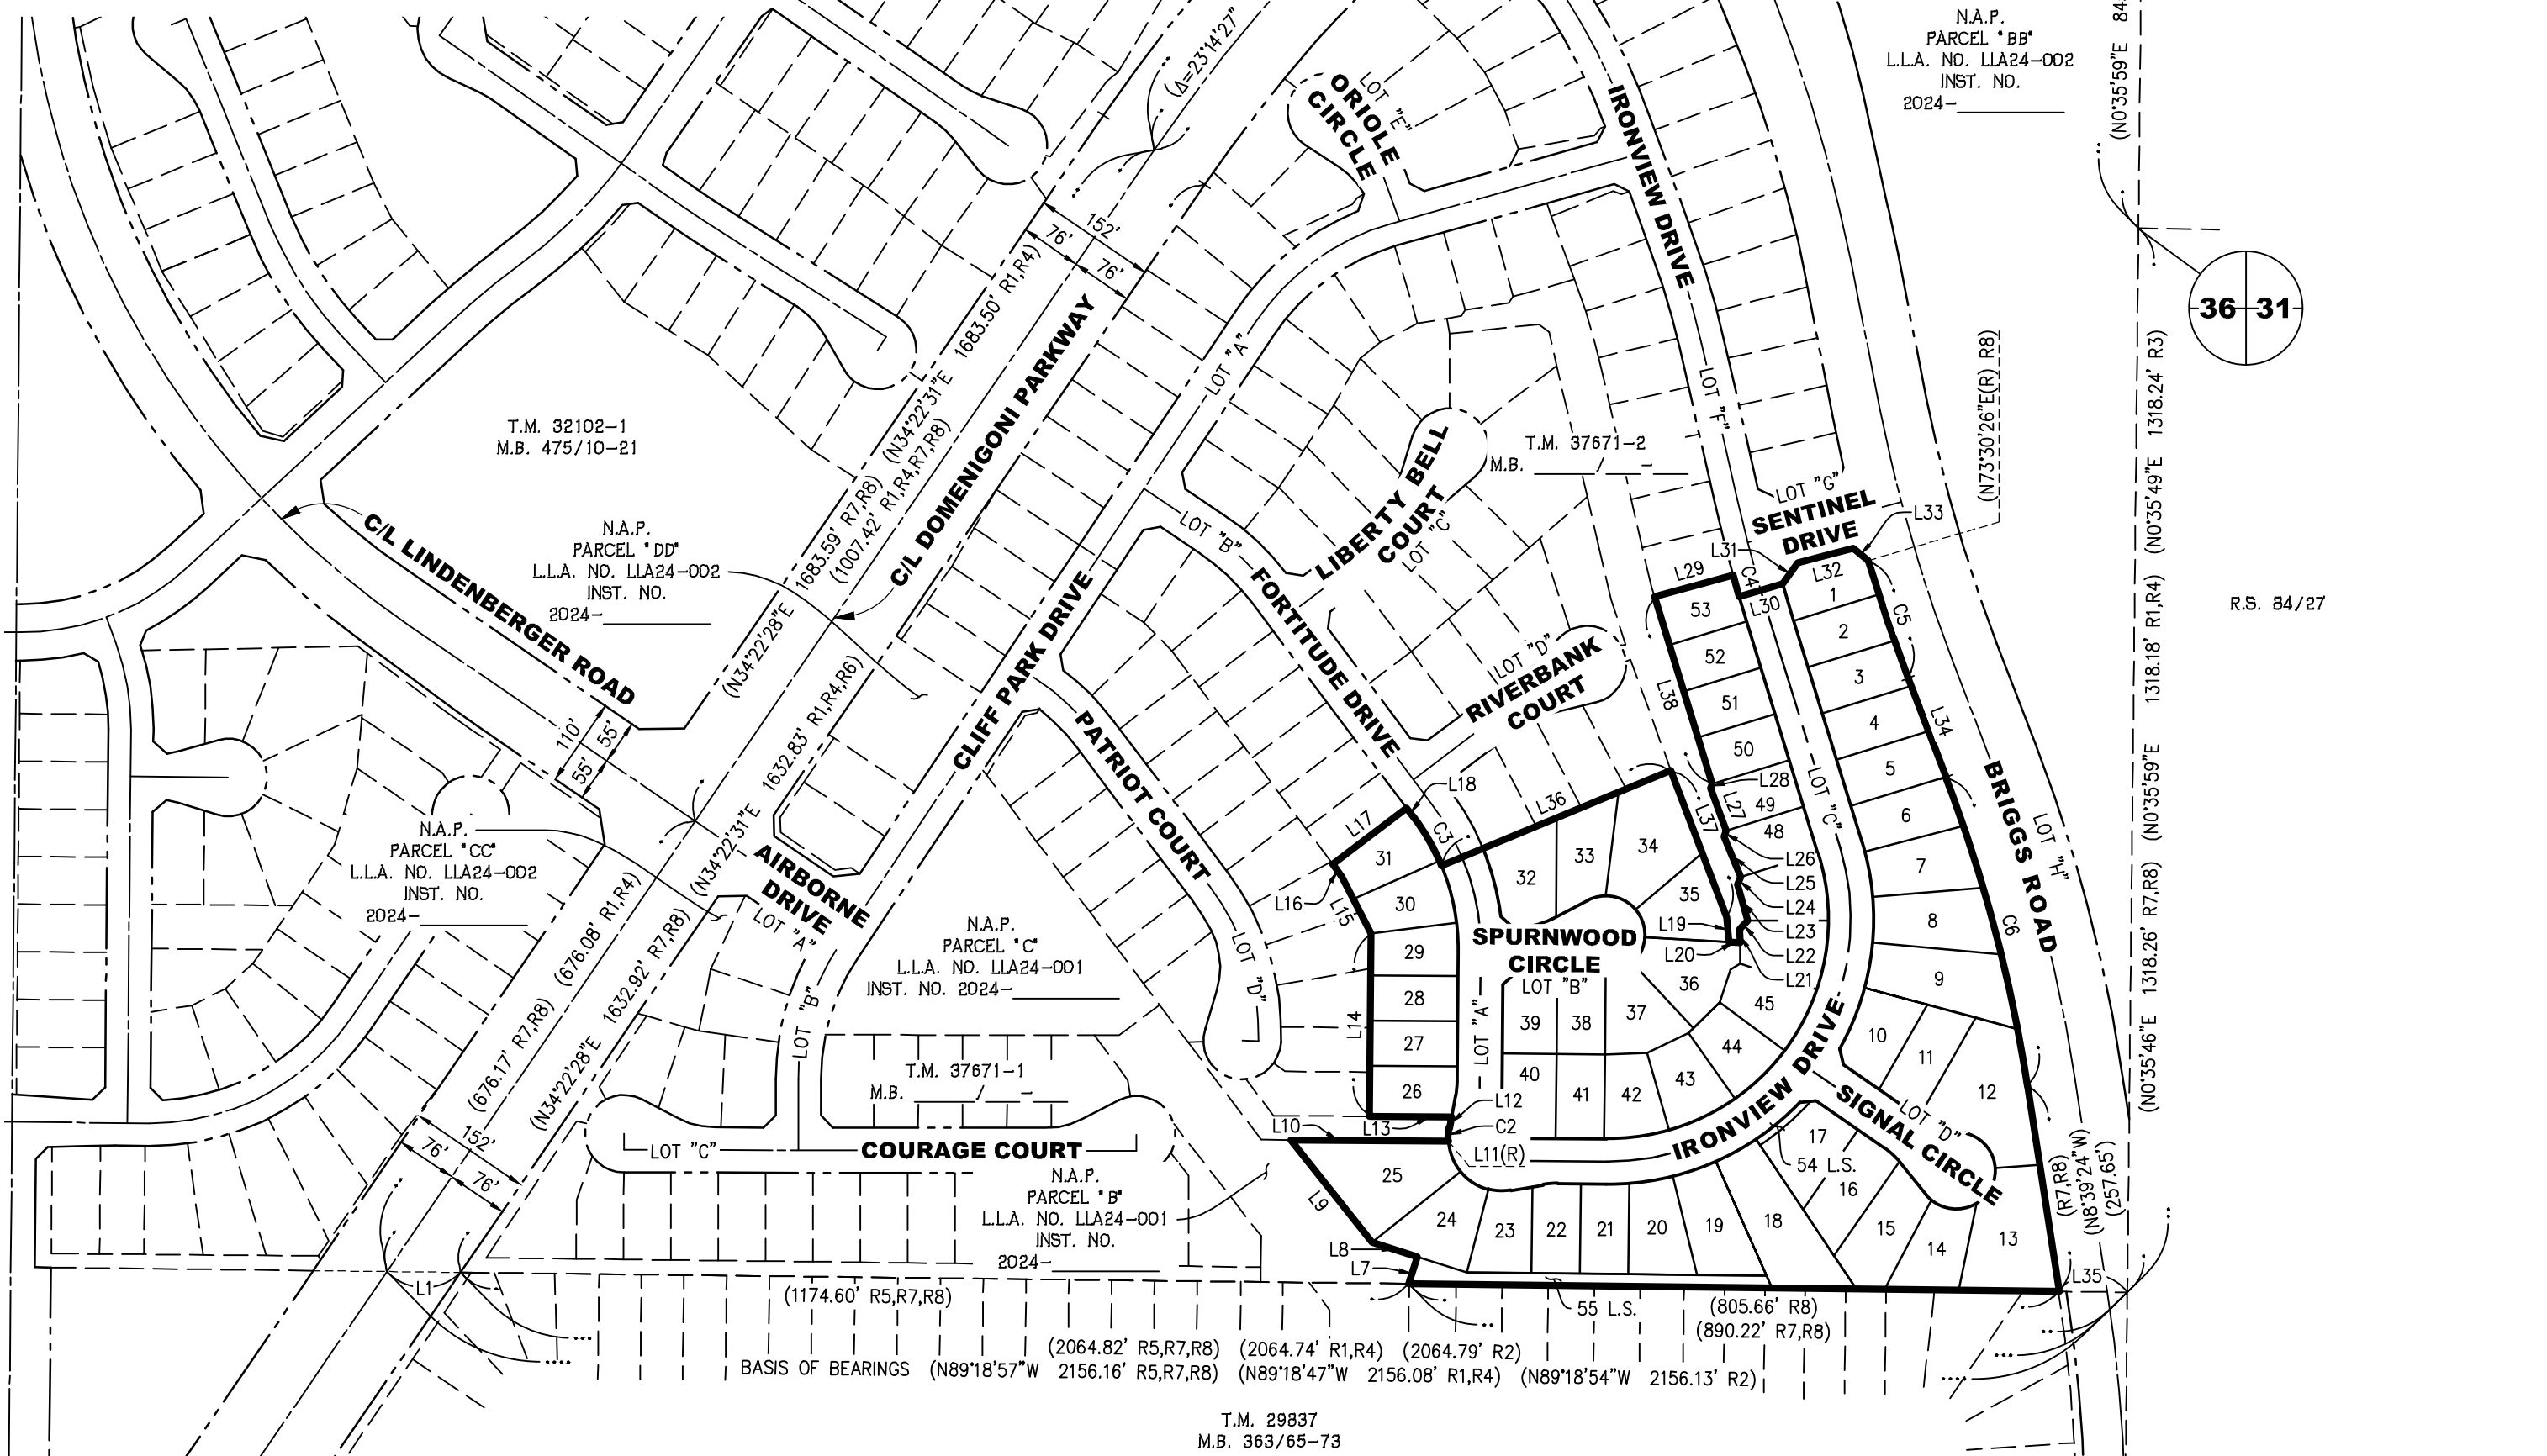 N.A.P.
PARCEL "BB"
L.L.A. NO. LLA24-002
INST. NO.
2024-
(N0°35'59"E 84
(Δ=23°14'27"
ORIOLE
CIRCLE
LOT "E"
IRONVIEW DRIVE
152'
76'
76'
36 31
(N73°30'26"E(R) R8)
1683.50' R1,R4)
(N34°22'31"E
1683.59' R7,R8)
(N34°22'28"E
(1007.42' R1,R4,R7,R8)
C/L DOMENIGONI PARKWAY
LOT "A"
LOT "F"
T.M. 32102-1
M.B. 475/10-21
T.M. 37671-2
M.B. / -
LIBERTY BELL
COURT
LOT "C"
LOT "G"
SENTINEL
DRIVE
L33
C/L LINDENBERGER ROAD
N.A.P.
PARCEL "DD"
L.L.A. NO. LLA24-002
INST. NO.
2024-
LOT "B"
FORTITUDE DRIVE
CLIFF PARK DRIVE
LOT "D"
RIVERBANK
COURT
L31
L29
C4
L30
L32
C5
L38
L34
53
52
51
50
49
48
1
2
3
4
5
6
7
8
9
10
11
12
13
R.S. 84/27
1318.24' R3)
(N0°35'49"E
1318.18' R1,R4)
(N0°35'59"E
1318.26' R7,R8)
(N0°35'46"E
110'
55'
55'
1632.83' R1,R4,R6)
(N34°22'31"E
1632.92' R7,R8)
(N34°22'28"E
PATRIOT COURT
L18
L17
C3
L36
L37
L28
L27
LOT "C"
BRIGGS ROAD
LOT "H"
C6
N.A.P.
PARCEL "CC"
L.L.A. NO. LLA24-002
INST. NO.
2024-
AIRBORNE
DRIVE
LOT "A"
LOT "B"
(676.08' R1,R4)
(676.17' R7,R8)
N.A.P.
PARCEL "C"
L.L.A. NO. LLA24-001
INST. NO. 2024-
LOT "D"
L16
L15
L14
31
30
29
28
27
26
32
33
34
35
L26
L25
L24
L23
L22
L21
L19
L20
SPURNWOOD
CIRCLE
LOT "B"
LOT "A"
36
37
38
39
40
41
42
43
44
45
T.M. 37671-1
M.B. / -
LOT "C"
COURAGE COURT
L10
L13
L12
C2
L11(R)
IRONVIEW DRIVE
LOT "D"
SIGNAL CIRCLE
54 L.S.
152'
76'
76'
N.A.P.
PARCEL "B"
L.L.A. NO. LLA24-001
INST. NO.
2024-
L9
L8
L7
25
24
23
22
21
20
19
18
17
16
15
14
(R7,R8)
(N8°39'24"W)
(257.65')
L1
L35
(1174.60' R5,R7,R8)
55 L.S.
(805.66' R8)
(890.22' R7,R8)
(2064.82' R5,R7,R8) (2064.74' R1,R4) (2064.79' R2)
BASIS OF BEARINGS (N89°18'57"W 2156.16' R5,R7,R8) (N89°18'47"W 2156.08' R1,R4) (N89°18'54"W 2156.13' R2)
T.M. 29837
M.B. 363/65-73